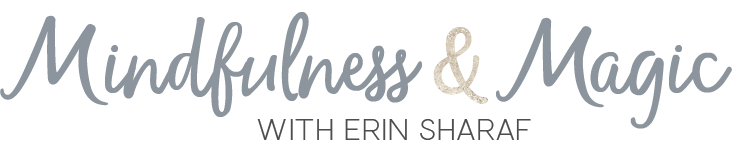 Mindfulness & Magic
WITH ERIN SHARAF